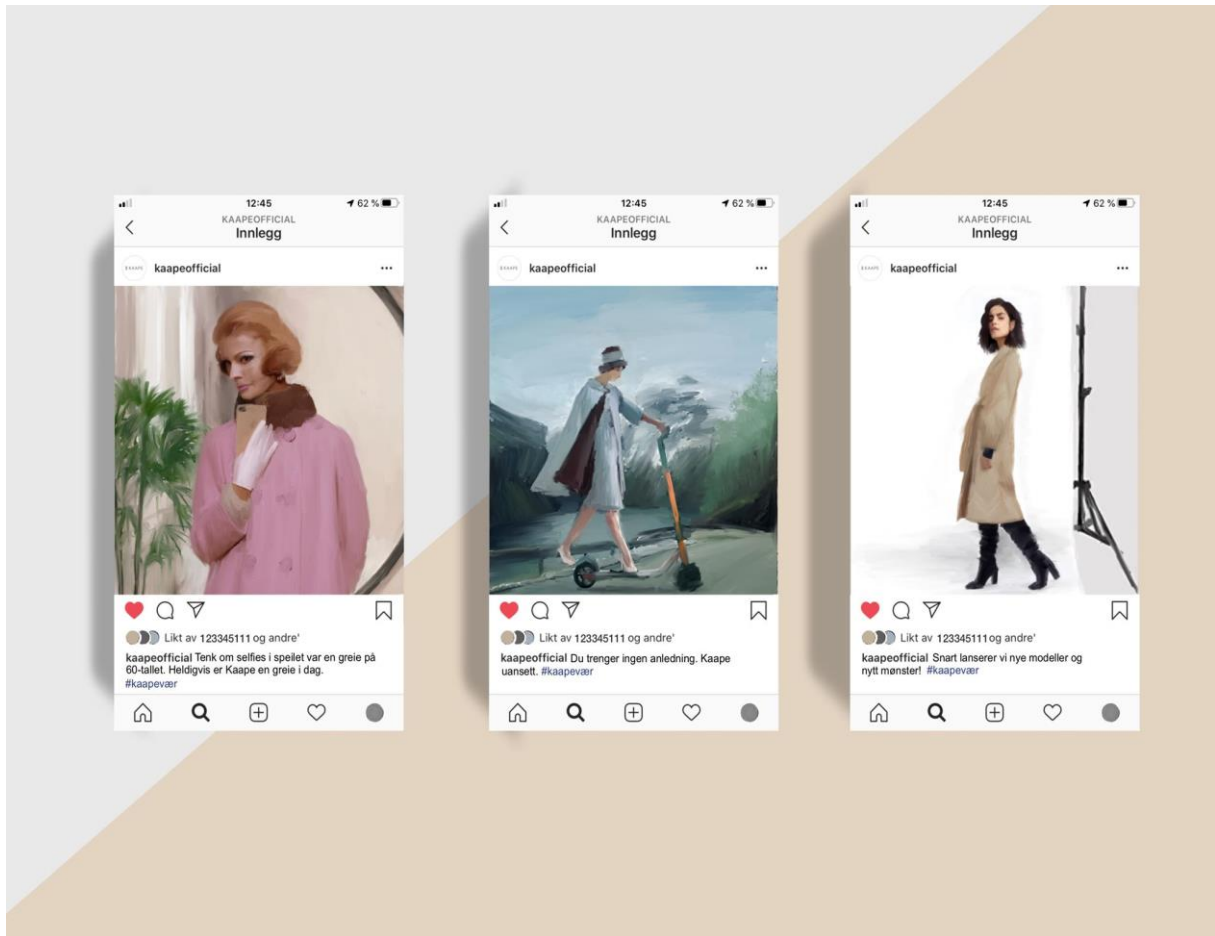 12:45
62 %
KAAPEOFFICIAL
Innlegg
kaapeofficial
Likt av 123345111 og andre'
kaapeofficial Tenk om selfies i speilet var en greie på
60-tallet. Heldigvis er Kaape en greie i dag.
#kaapevær
12:45
62 %
KAAPEOFFICIAL
Innlegg
kaapeofficial
Likt av 123345111 og andre'
kaapeofficial Du trenger ingen anledning. Kaape
uansett. #kaapevær
12:45
62 %
KAAPEOFFICIAL
Innlegg
kaapeofficial
Likt av 123345111 og andre'
kaapeofficial Snart lanserer vi nye modeller og
nytt mønster! #kaapevær